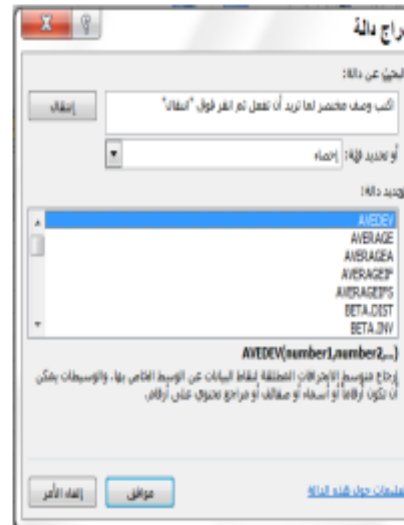 راج دالة
البحث عن دالة:
اكتب وصف مختصر لما تريد أن تفعل ثم انقر فوق "انتقال"
انتقال
أو تحديد فئة: إحصاء
تحديد دالة:
AVEDEV
AVERAGE
AVERAGEA
AVERAGEIF
AVERAGEIFS
BETA.DIST
BETA.INV
AVEDEV(number1,number2,...)
إرجاع متوسط الانحرافات المطلقة لنقاط البيانات عن الوسط الخاص بها. والوسيطات يمكن
أن تكون أرقاماً أو أسماء أو صفائف أو مراجع تحتوي على أرقام.
تعليمات حول هذه الدالة
موافق
إلغاء الأمر